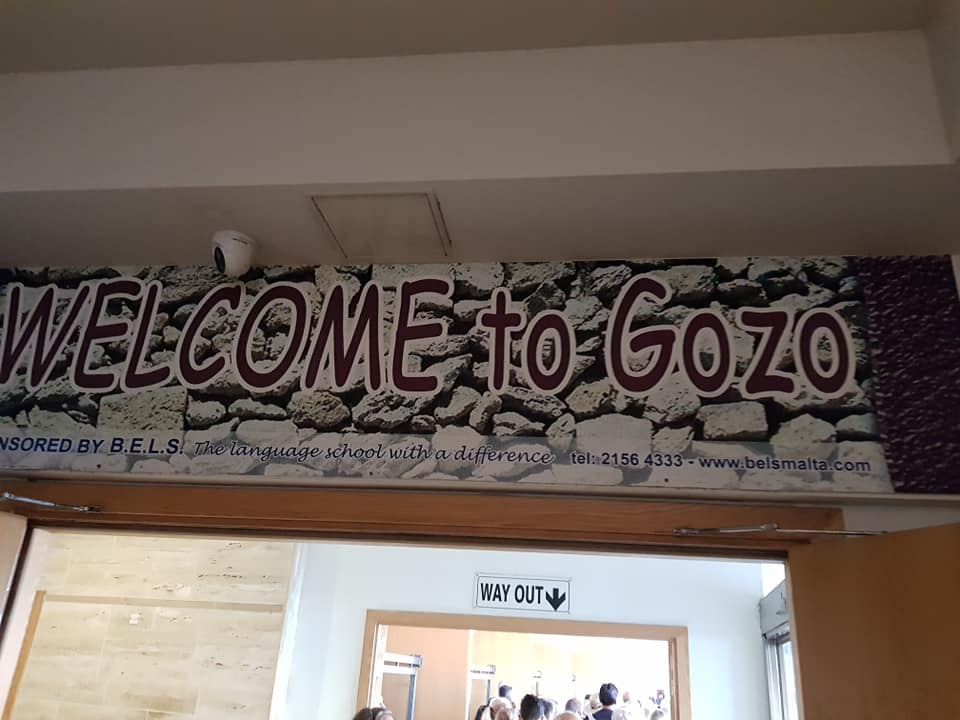 WELCOME to Gozo
NSORED BY B.E.L.S. The language school with a difference tel: 2156 4333 - www.belsmalta.com
WAY OUT